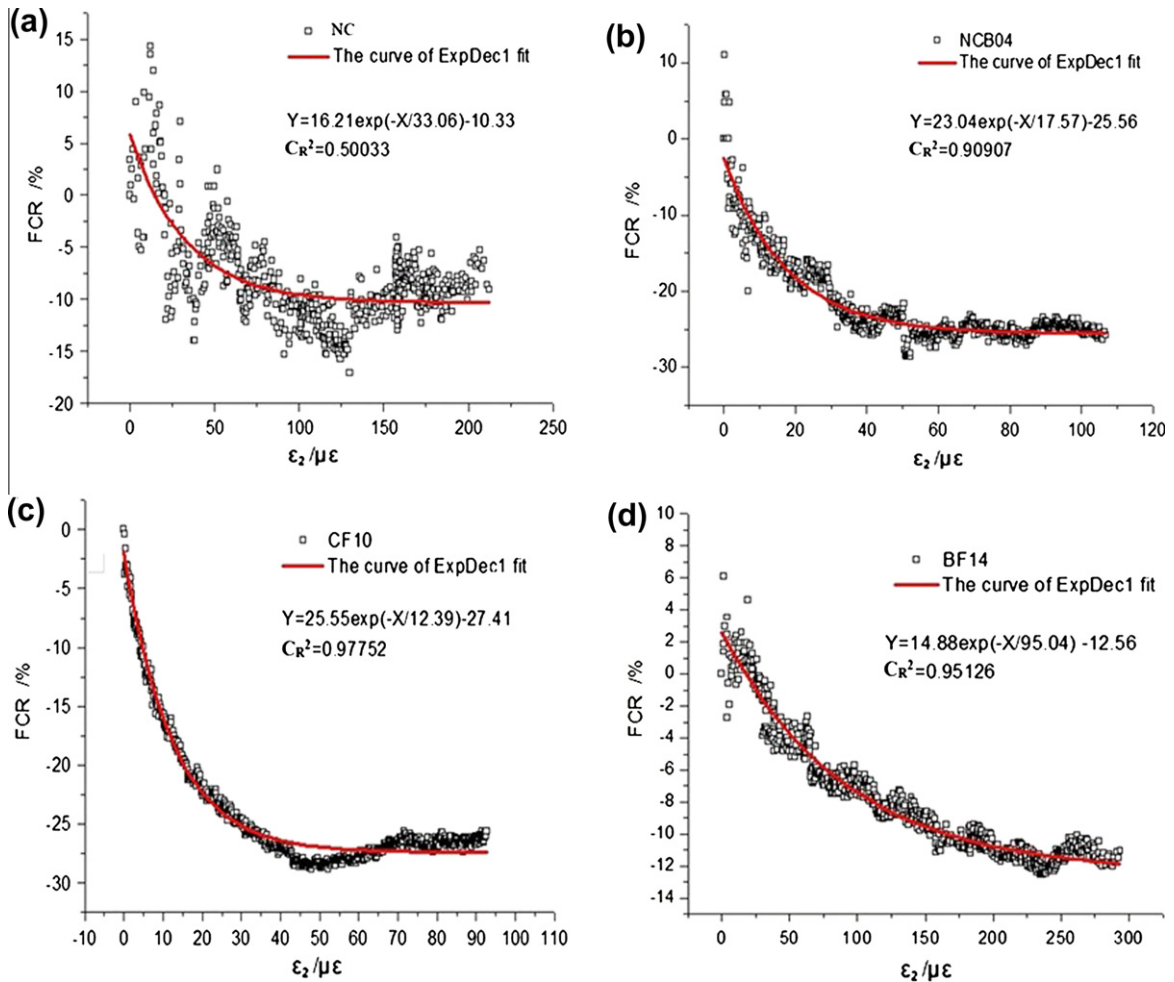 (a)
NC
The curve of ExpDec1 fit
Y=16.21exp(-X/33.06)-10.33
C_R²=0.50033
FCR /%
15
10
5
0
-5
-10
-15
-20
0 50 100 150 200 250
ε₂/με
(b)
NCB04
The curve of ExpDec1 fit
Y=23.04exp(-X/17.57)-25.56
C_R²=0.90907
FCR /%
10
0
-10
-20
-30
0 20 40 60 80 100 120
ε₂/με
(c)
CF10
The curve of ExpDec1 fit
Y=25.55exp(-X/12.39)-27.41
C_R²=0.97752
FCR /%
0
-5
-10
-15
-20
-25
-30
-10 0 10 20 30 40 50 60 70 80 90 100 110
ε₂/με
(d)
BF14
The curve of ExpDec1 fit
Y=14.88exp(-X/95.04) -12.56
C_R²=0.95126
FCR /%
10
8
6
4
2
0
-2
-4
-6
-8
-10
-12
-14
0 50 100 150 200 250 300
ε₂/με